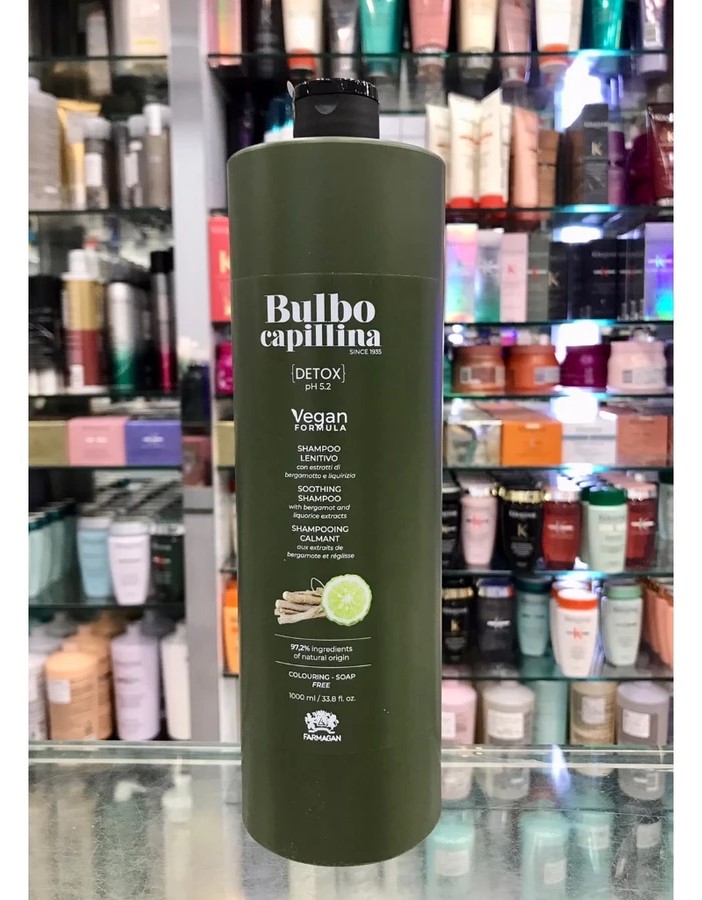 Bulbo
capillina
SINCE 1935
{DETOX}
pH 5.2
Vegan
FORMULA
SHAMPOO
LENITIVO
con estratti di
bergamotto e liquirizia
SOOTHING
SHAMPOO
with bergamot and
liquorice extracts
SHAMPOOING
CALMANT
aux extraits de
bergamote et réglisse
97,2% ingredients
of natural origin
COLOURING - SOAP
FREE
1000 ml / 33.8 fl. oz.
FARMAGAN